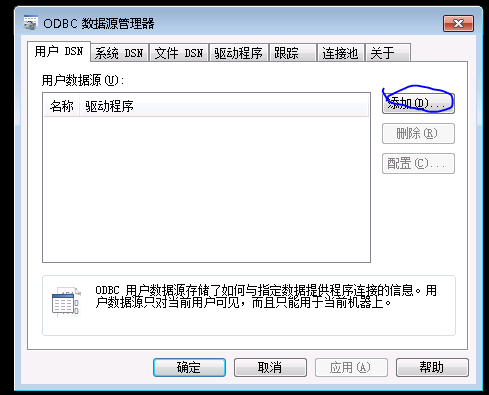 ODBC 数据源管理器
用户 DSN 系统 DSN 文件 DSN 驱动程序 跟踪 连接池 关于
用户数据源(U):
名称 驱动程序
添加(D)...
删除(R)
配置(C)...
ODBC 用户数据源存储了如何与指定数据提供程序连接的信息。用
户数据源只对当前用户可见，而且只能用于当前机器上。
确定 取消 应用(A) 帮助